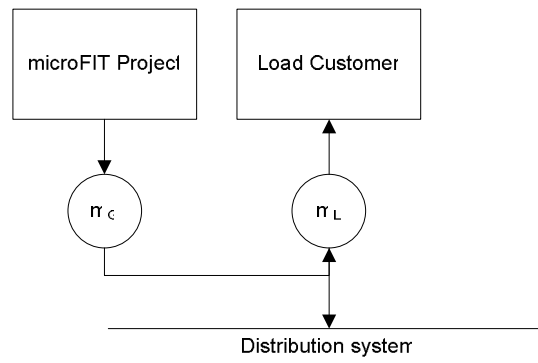 microFIT Project
Load Customer
m G
m L
Distribution system